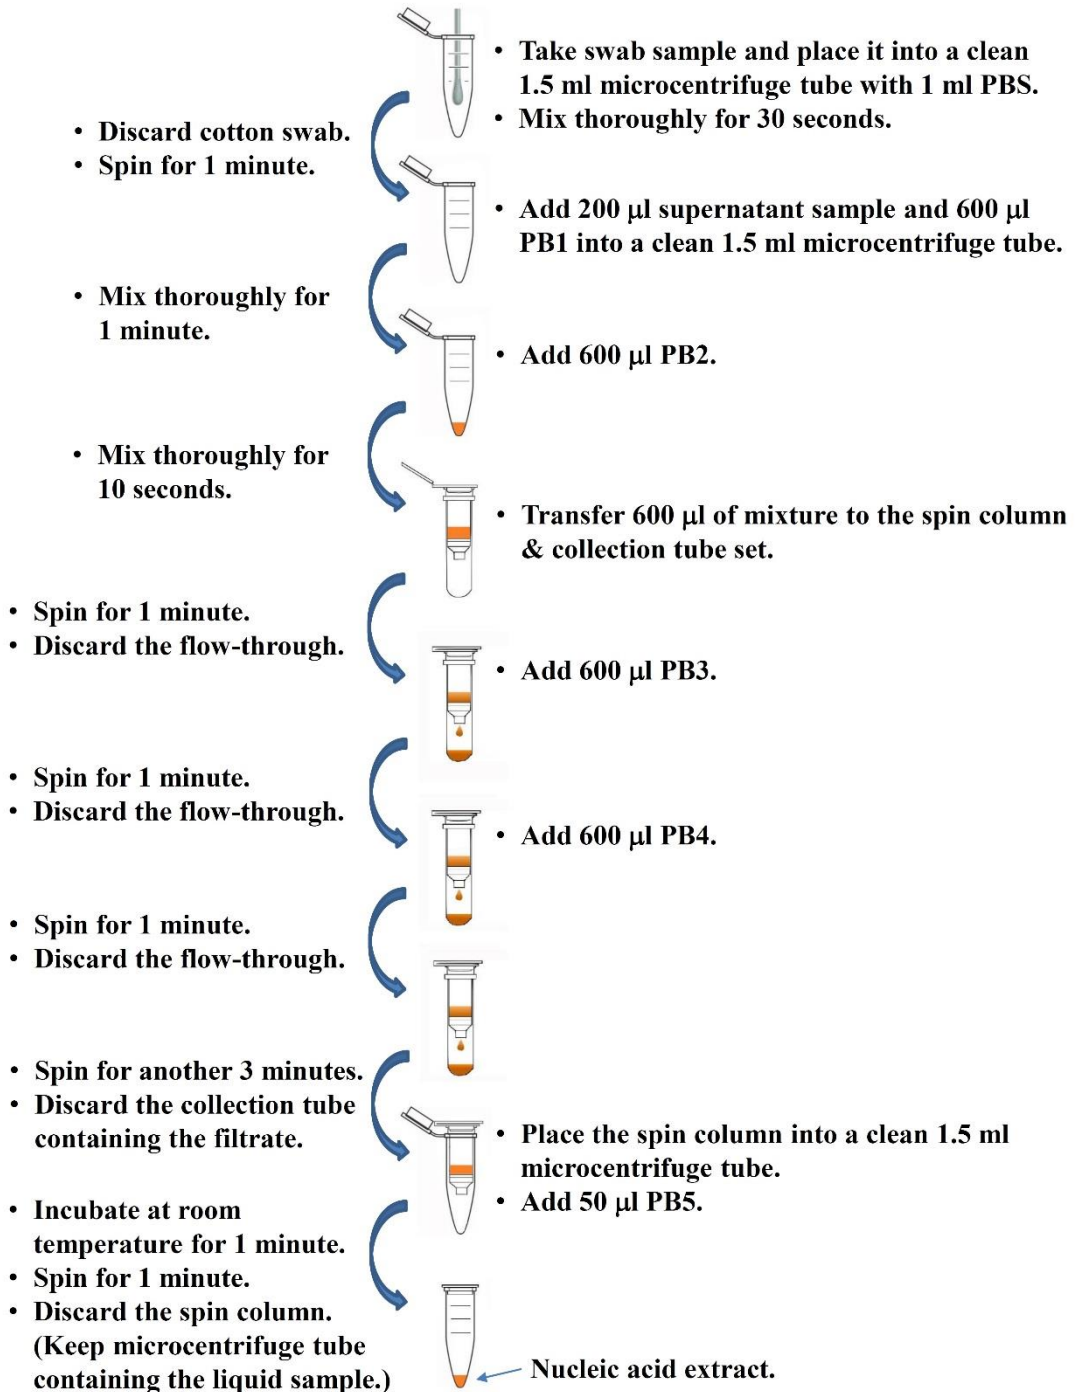 • Take swab sample and place it into a clean
1.5 ml microcentrifuge tube with 1 ml PBS.
• Mix thoroughly for 30 seconds.
• Discard cotton swab.
• Spin for 1 minute.
• Add 200 µl supernatant sample and 600 µl
PB1 into a clean 1.5 ml microcentrifuge tube.
• Mix thoroughly for
1 minute.
• Add 600 µl PB2.
• Mix thoroughly for
10 seconds.
• Transfer 600 µl of mixture to the spin column
& collection tube set.
• Spin for 1 minute.
• Discard the flow-through.
• Add 600 µl PB3.
• Spin for 1 minute.
• Discard the flow-through.
• Add 600 µl PB4.
• Spin for 1 minute.
• Discard the flow-through.
• Spin for another 3 minutes.
• Discard the collection tube
containing the filtrate.
• Place the spin column into a clean 1.5 ml
microcentrifuge tube.
• Add 50 µl PB5.
• Incubate at room
temperature for 1 minute.
• Spin for 1 minute.
• Discard the spin column.
(Keep microcentrifuge tube
containing the liquid sample.)
Nucleic acid extract.